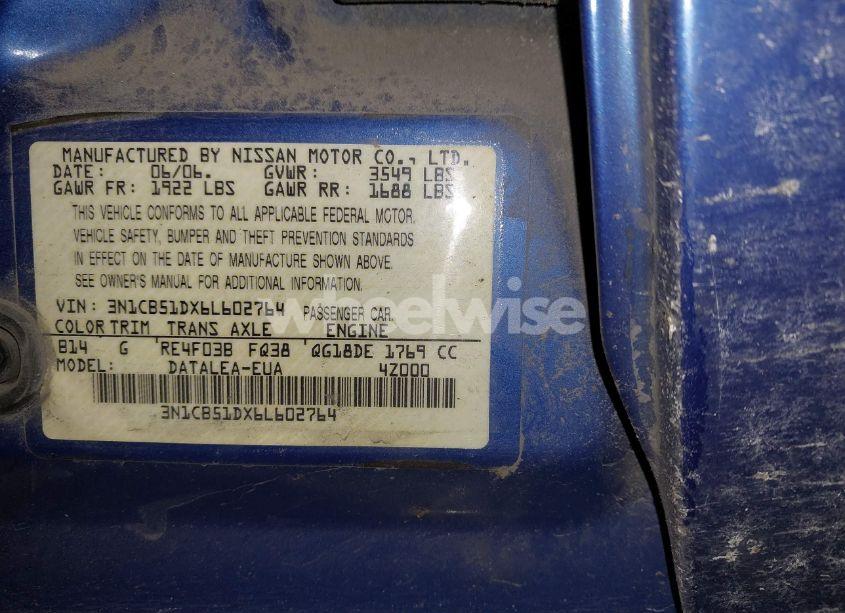 MANUFACTURED BY NISSAN MOTOR CO., LTD.
DATE: 06/06. GVWR: 3549 LBS
GAWR FR: 1922 LBS GAWR RR: 1688 LBS
THIS VEHICLE CONFORMS TO ALL APPLICABLE FEDERAL MOTOR
VEHICLE SAFETY, BUMPER AND THEFT PREVENTION STANDARDS
IN EFFECT ON THE DATE OF MANUFACTURE SHOWN ABOVE.
SEE OWNER'S MANUAL FOR ADDITIONAL INFORMATION.
VIN: 3N1CB51DX6L602764 PASSENGER CAR.
COLOR TRIM TRANS AXLE ENGINE
B14 G RE4F03B FQ38 QG18DE 1769 CC
MODEL: DATALEA-EUA 4Z000
3N1CB51DX6L602764
wheelwise